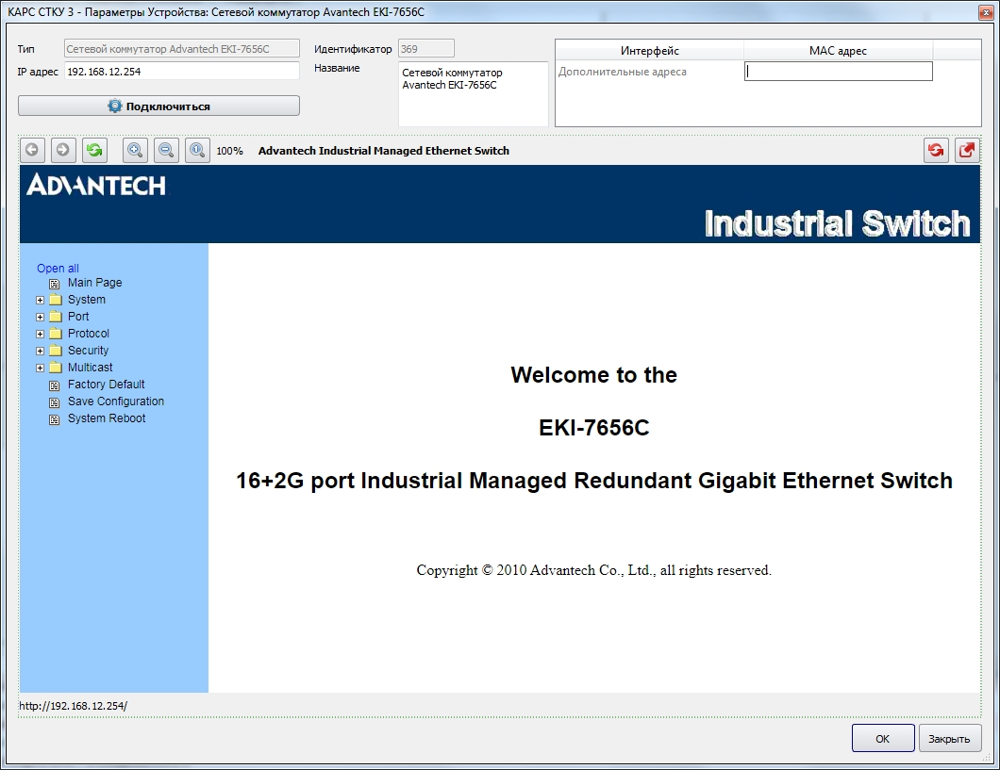 КАРС СТКУ 3 - Параметры Устройства: Сетевой коммутатор Avantech EKI-7656C
Тип
Сетевой коммутатор Advantech EKI-7656C
Идентификатор
369
IP адрес
192.168.12.254
Название
Сетевой коммутатор
Avantech EKI-7656C
Интерфейс
MAC адрес
Дополнительные адреса
Подключиться
100%
Advantech Industrial Managed Ethernet Switch
ADVANTECH
Industrial Switch
Open all
Main Page
System
Port
Protocol
Security
Multicast
Factory Default
Save Configuration
System Reboot
Welcome to the
EKI-7656C
16+2G port Industrial Managed Redundant Gigabit Ethernet Switch
Copyright © 2010 Advantech Co., Ltd., all rights reserved.
http://192.168.12.254/
OK
Закрыть